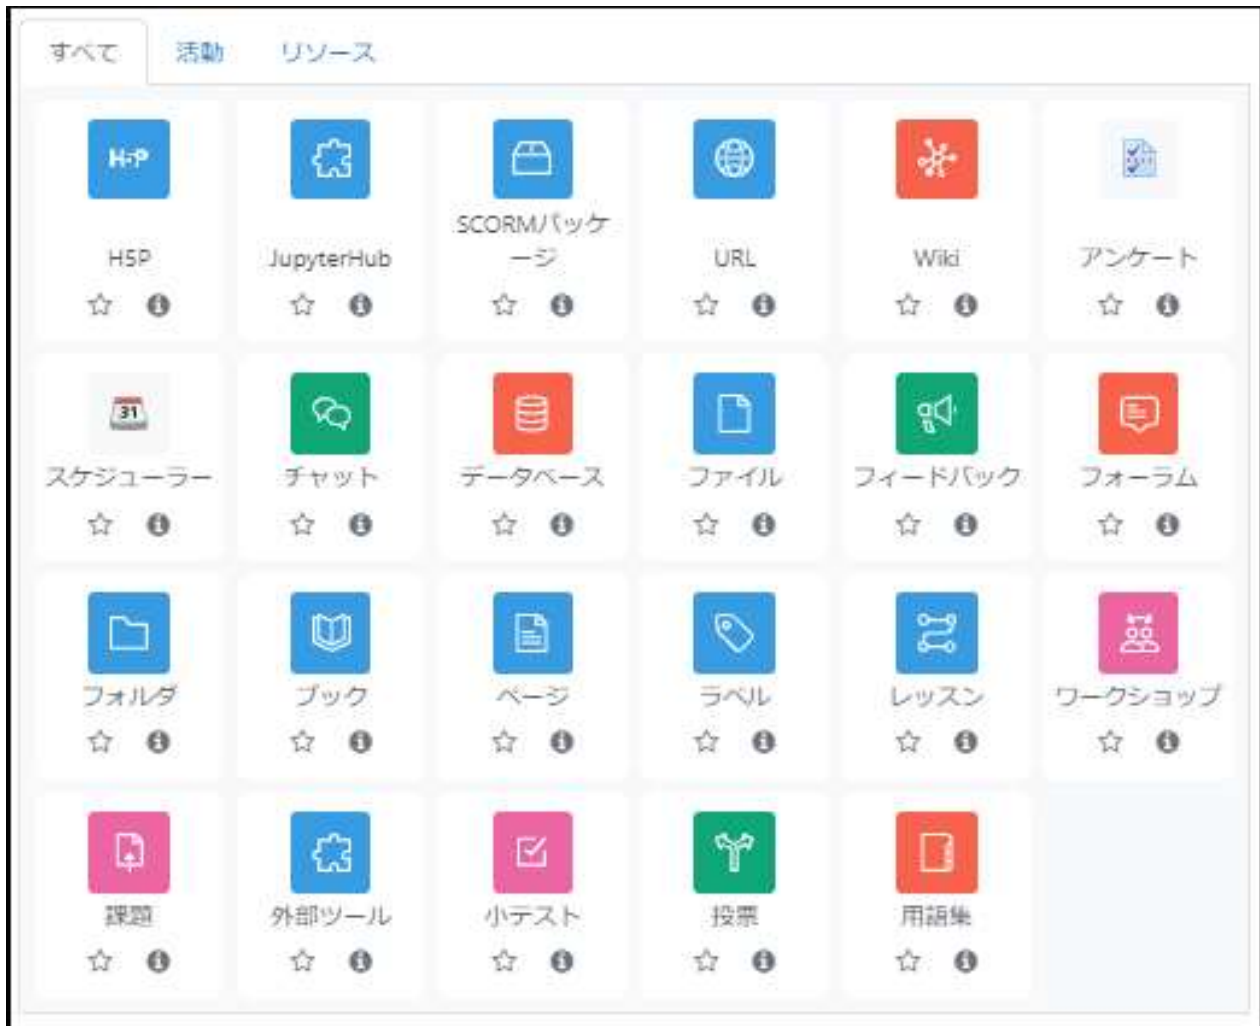 すべて 活動 リソース
H5P
H5P JupyterHub SCORMパッケ
ージ URL Wiki アンケート
31
スケジューラー チャット データベース ファイル フィードバック フォーラム
フォルダ ブック ページ ラベル レッスン ワークショップ
課題 外部ツール 小テスト 投票 用語集